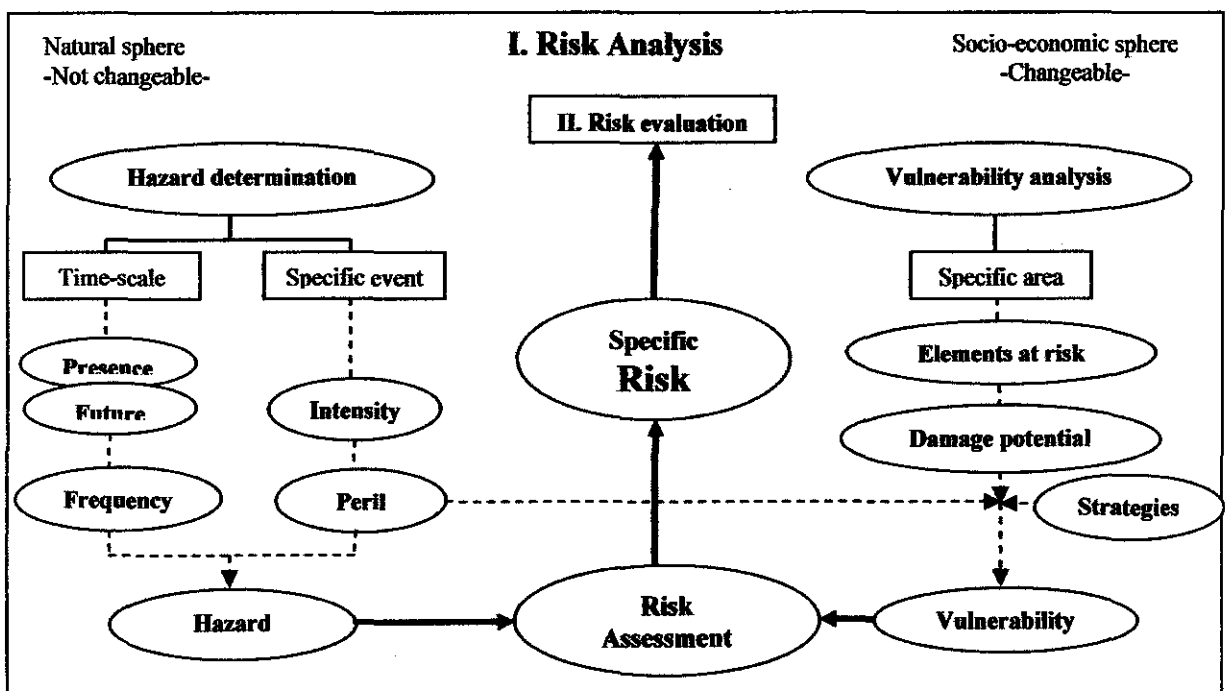 I. Risk Analysis
Natural sphere
-Not changeable-
Socio-economic sphere
-Changeable-
II. Risk evaluation
Hazard determination
Vulnerability analysis
Time-scale
Specific event
Specific area
Specific
Risk
Presence
Future
Intensity
Elements at risk
Damage potential
Frequency
Peril
Strategies
Hazard
Risk
Assessment
Vulnerability